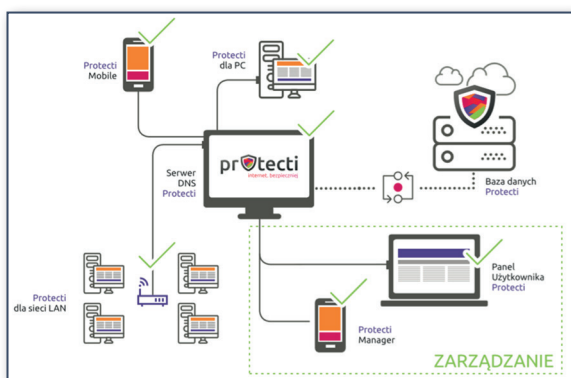 Protecti
Mobile
Protecti
dla PC
Serwer
DNS
Protecti
protecti
internet, bezpieczniej
Baza danych
Protecti
Protecti
dla sieci LAN
Panel
Użytkownika
Protecti
Protecti
Manager
ZARZĄDZANIE